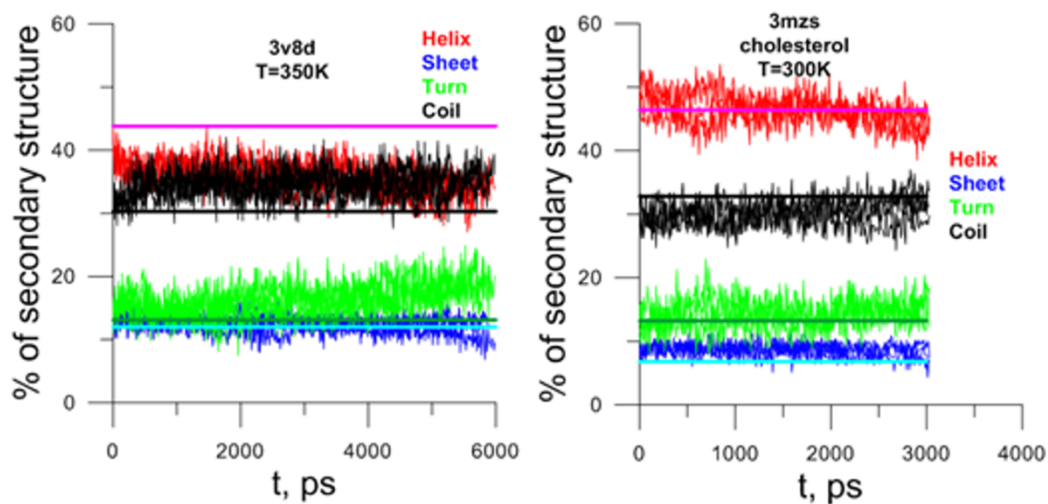 % of secondary structure
60
40
20
0
3v8d
T=350K
Helix
Sheet
Turn
Coil
0
2000
4000
6000
t, ps
% of secondary structure
60
40
20
0
3mzs
cholesterol
T=300K
Helix
Sheet
Turn
Coil
0
1000
2000
3000
4000
t, ps